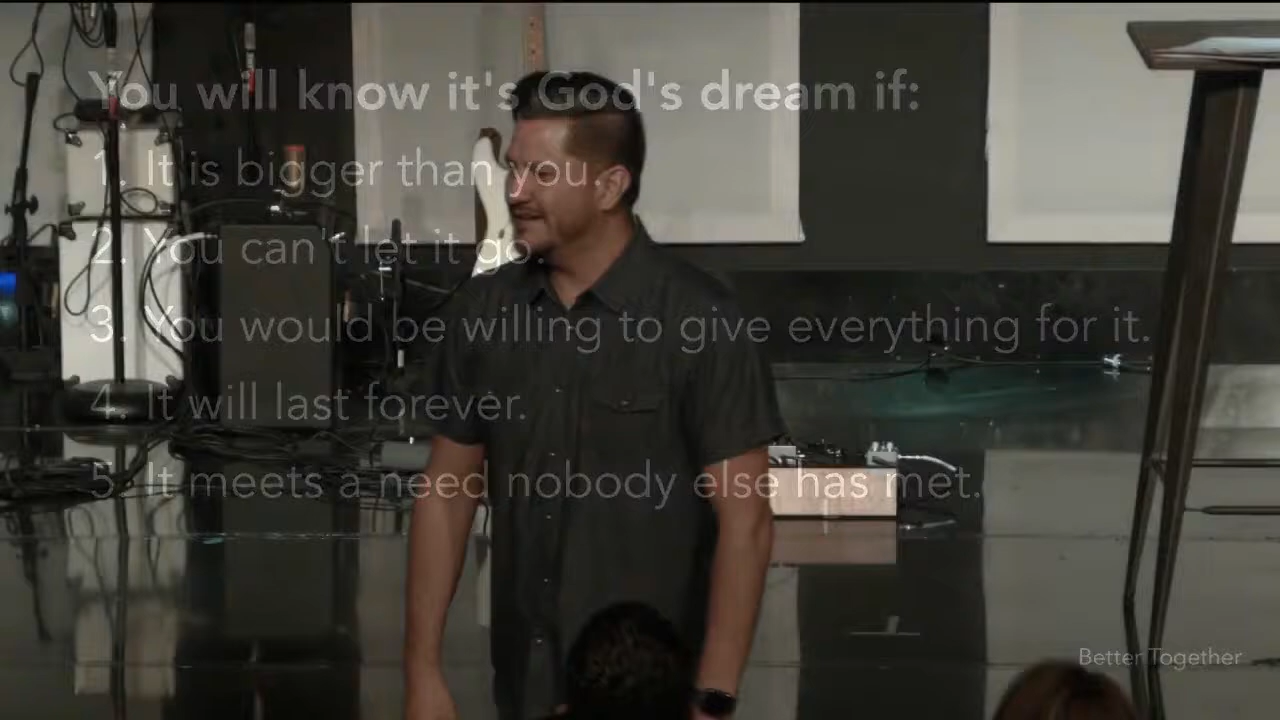 You will know it's God's dream if:
1. It is bigger than you.
2. You can't let it go.
3. You would be willing to give everything for it.
4. It will last forever.
5. It meets a need nobody else has met.
Better Together